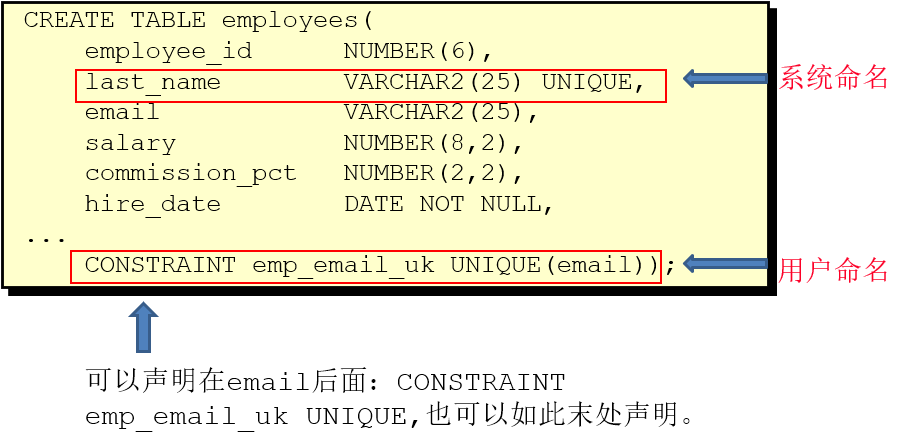 CREATE TABLE employees(
employee_id NUMBER(6),
last_name VARCHAR2(25) UNIQUE,
系统命名
email VARCHAR2(25),
salary NUMBER(8,2),
commission_pct NUMBER(2,2),
hire_date DATE NOT NULL,
...
CONSTRAINT emp_email_uk UNIQUE(email));
用户命名
可以声明在email后面：CONSTRAINT
emp_email_uk UNIQUE,也可以如此末处声明。